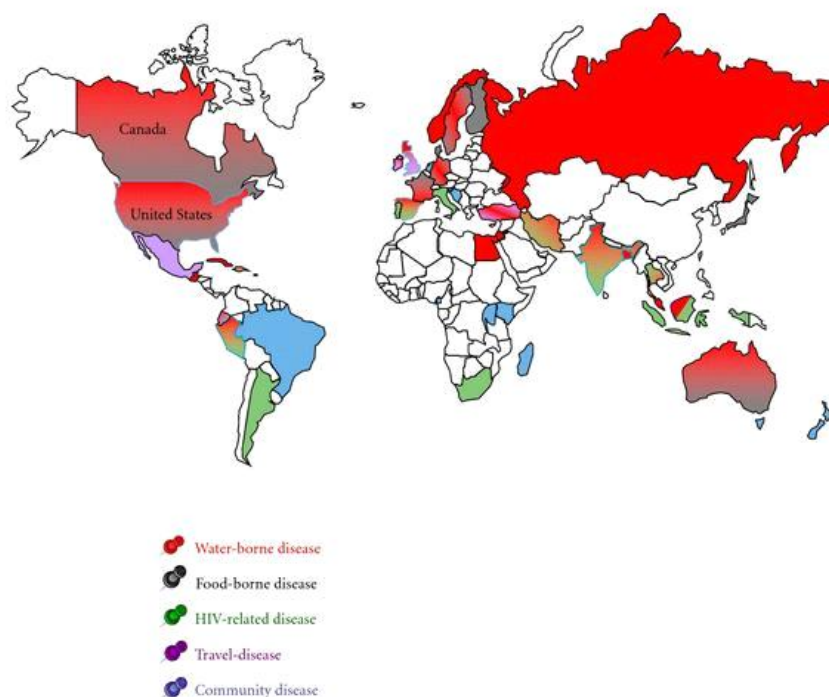 Canada
United States
Water-borne disease
Food-borne disease
HIV-related disease
Travel-disease
Community disease